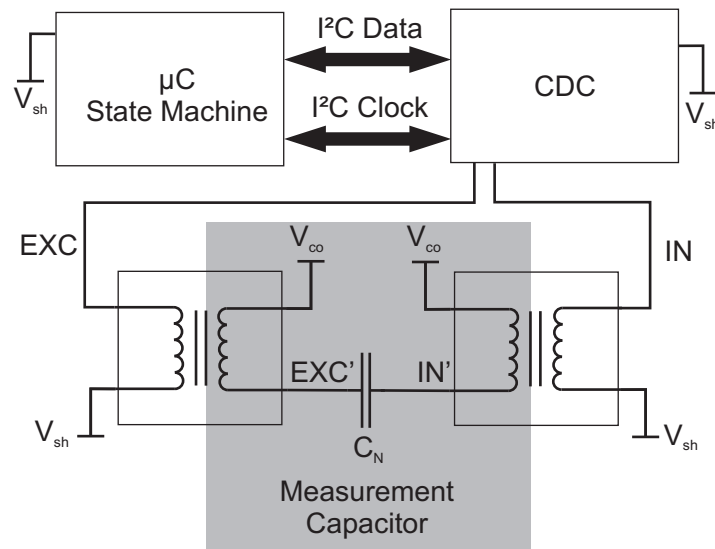 I²C Data
µC
State Machine
CDC
I²C Clock
V_sh
V_sh
EXC
IN
V_co
V_co
EXC'
IN'
V_sh
C_N
V_sh
Measurement
Capacitor